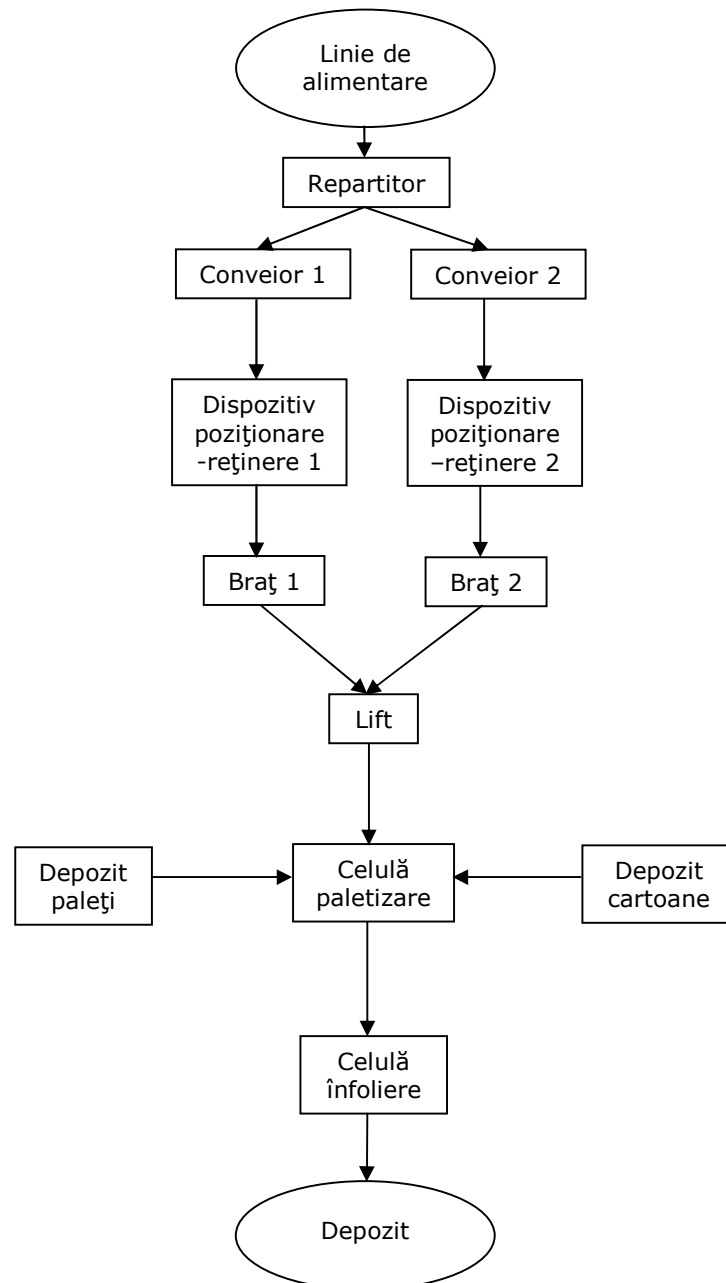 Linie de
alimentare
Repartitor
Conveior 1
Conveior 2
Dispozitiv
poziţionare
-reţinere 1
Dispozitiv
poziţionare
–reţinere 2
Braţ 1
Braţ 2
Lift
Depozit
paleţi
Celulă
paletizare
Depozit
cartoane
Celulă
înfoliere
Depozit